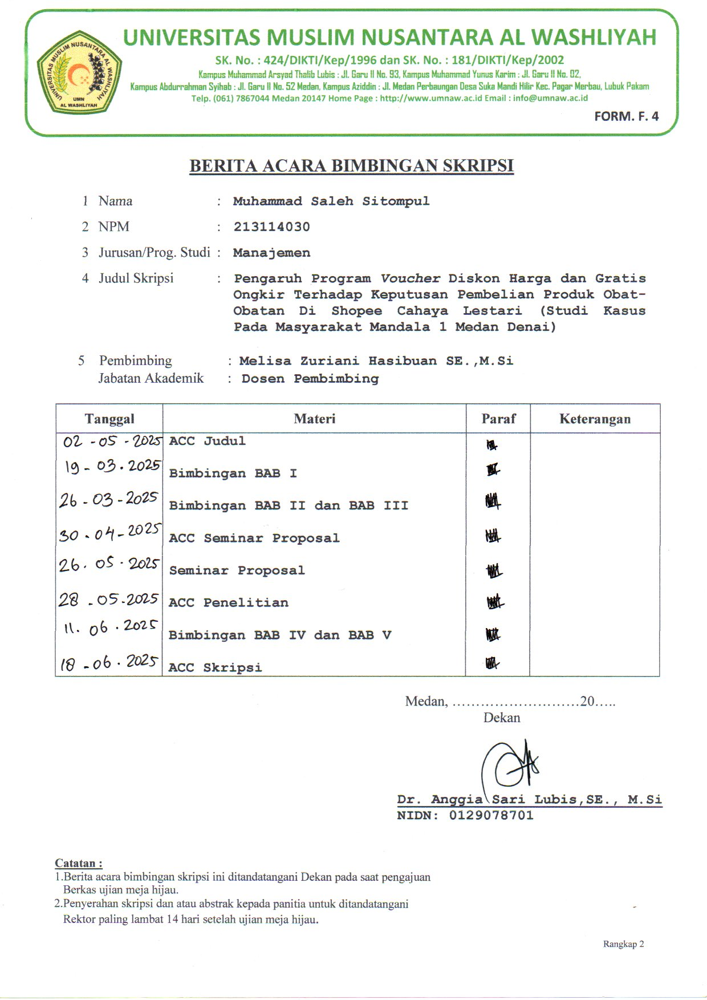 UNIVERSITAS MUSLIM NUSANTARA AL WASHLIYAH
SK. No. : 424/DIKTI/Kep/1996 dan SK. No. : 181/DIKTI/Kep/2002
Kampus Muhammad Arsyad Thalib Lubis : Jl. Garu II No. 93, Kampus Muhammad Yunus Karim : Jl. Garu II No. 02,
Kampus Abdurrahman Syihab : Jl. Garu II No. 52 Medan, Kampus Aziddin : Jl. Medan Perbaungan Desa Suka Mandi Hilir Kec. Pagar Merbau, Lubuk Pakam
Telp. (061) 7867044 Medan 20147 Home Page : http://www.umnaw.ac.id Email : info@umnaw.ac.id
UNIVERSITAS MUSLIM NUSANTARA AL WASHLIYAH
UMN
AL WASHLIYAH
FORM. F. 4
BERITA ACARA BIMBINGAN SKRIPSI
1 Nama : Muhammad Saleh Sitompul
2 NPM : 213114030
3 Jurusan/Prog. Studi : Manajemen
4 Judul Skripsi : Pengaruh Program Voucher Diskon Harga dan Gratis
Ongkir Terhadap Keputusan Pembelian Produk Obat-
Obatan Di Shopee Cahaya Lestari (Studi Kasus
Pada Masyarakat Mandala 1 Medan Denai)
5 Pembimbing : Melisa Zuriani Hasibuan SE.,M.Si
Jabatan Akademik : Dosen Pembimbing
Tanggal Materi Paraf Keterangan
02-05-2025 ACC Judul
19-03.2025 Bimbingan BAB I
26-03-2025 Bimbingan BAB II dan BAB III
30.04-2025 ACC Seminar Proposal
26.05.2025 Seminar Proposal
28-05-2025 ACC Penelitian
11.06.2025 Bimbingan BAB IV dan BAB V
18-06.2025 ACC Skripsi
Medan, ...........................20.....
Dekan
Dr. Anggia Sari Lubis,SE., M.Si
NIDN: 0129078701
Catatan :
1.Berita acara bimbingan skripsi ini ditandatangani Dekan pada saat pengajuan
Berkas ujian meja hijau.
2.Penyerahan skripsi dan atau abstrak kepada panitia untuk ditandatangani
Rektor paling lambat 14 hari setelah ujian meja hijau.
Rangkap 2